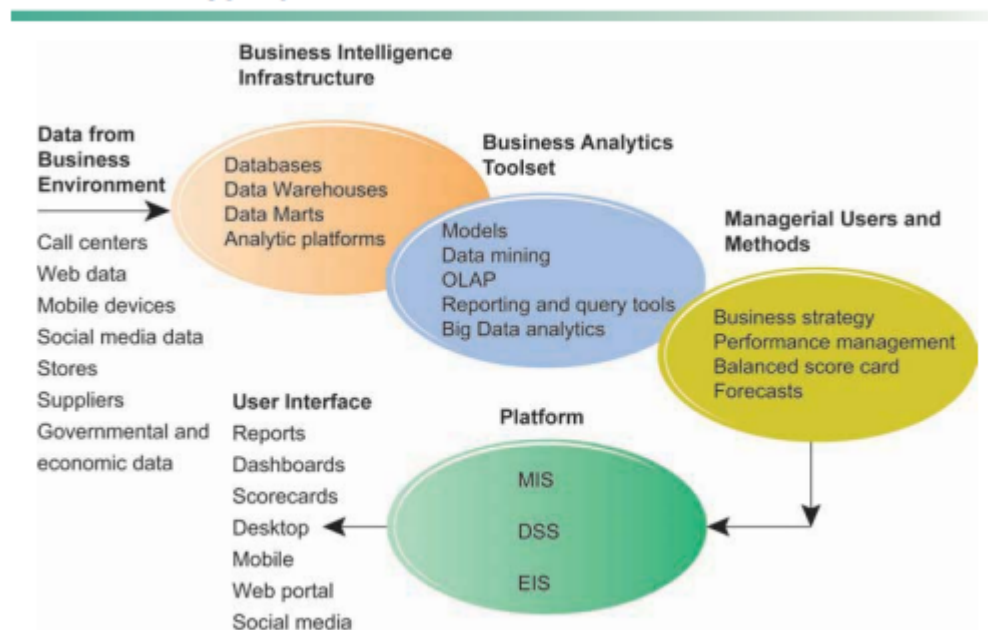 Business Intelligence
Infrastructure
Data from
Business
Environment
Databases
Data Warehouses
Data Marts
Analytic platforms
Business Analytics
Toolset
Models
Data mining
OLAP
Reporting and query tools
Big Data analytics
Managerial Users and
Methods
Business strategy
Performance management
Balanced score card
Forecasts
Call centers
Web data
Mobile devices
Social media data
Stores
Suppliers
Governmental and
economic data
User Interface
Reports
Dashboards
Scorecards
Desktop
Mobile
Web portal
Social media
Platform
MIS
DSS
EIS